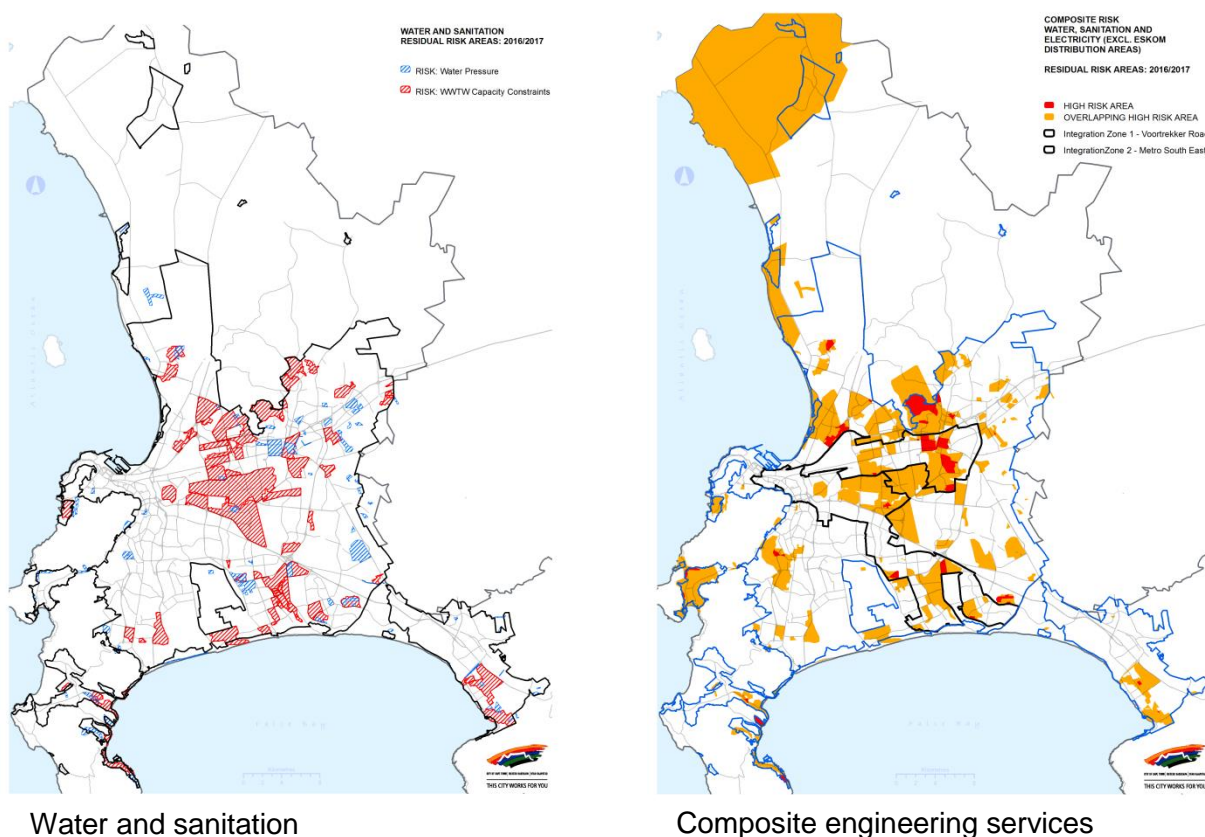 WATER AND SANITATION
RESIDUAL RISK AREAS: 2016/2017
RISK: Water Pressure
RISK: WWTW Capacity Constraints
THIS CITY WORKS FOR YOU
Water and sanitation
COMPOSITE RISK
WATER, SANITATION AND
ELECTRICITY (EXCL. ESKOM
DISTRIBUTION AREAS)
RESIDUAL RISK AREAS: 2016/2017
HIGH RISK AREA
OVERLAPPING HIGH RISK AREA
Integration Zone 1 - Voortrekker Road
IntegrationZone 2 - Metro South East
THIS CITY WORKS FOR YOU
Composite engineering services